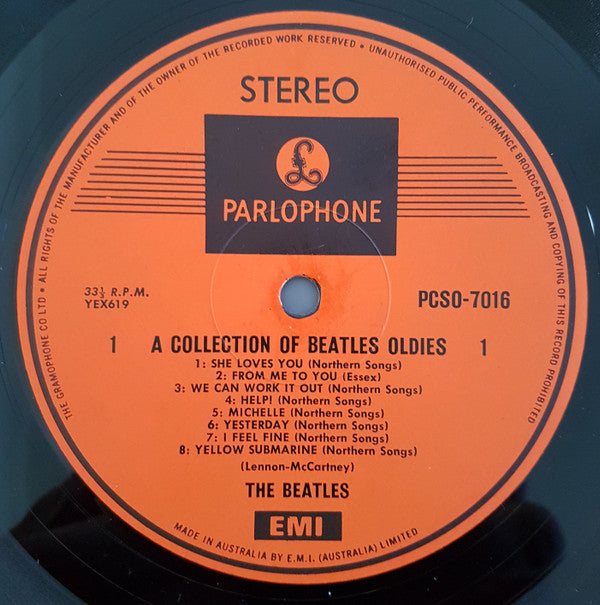 THE GRAMOPHONE CO LTD • ALL RIGHTS OF THE MANUFACTURER AND OF THE OWNER OF THE RECORDED WORK RESERVED • UNAUTHORISED PUBLIC PERFORMANCE BROADCASTING AND COPYING OF THIS RECORD PROHIBITED
STEREO
£
PARLOPHONE
33⅓ R.P.M.
YEX619
PCSO-7016
1 A COLLECTION OF BEATLES OLDIES 1
1: SHE LOVES YOU (Northern Songs)
2: FROM ME TO YOU (Essex)
3: WE CAN WORK IT OUT (Northern Songs)
4: HELP! (Northern Songs)
5: MICHELLE (Northern Songs)
6: YESTERDAY (Northern Songs)
7: I FEEL FINE (Northern Songs)
8: YELLOW SUBMARINE (Northern Songs)
(Lennon-McCartney)
THE BEATLES
EMI
MADE IN AUSTRALIA BY E.M.I. (AUSTRALIA) LIMITED